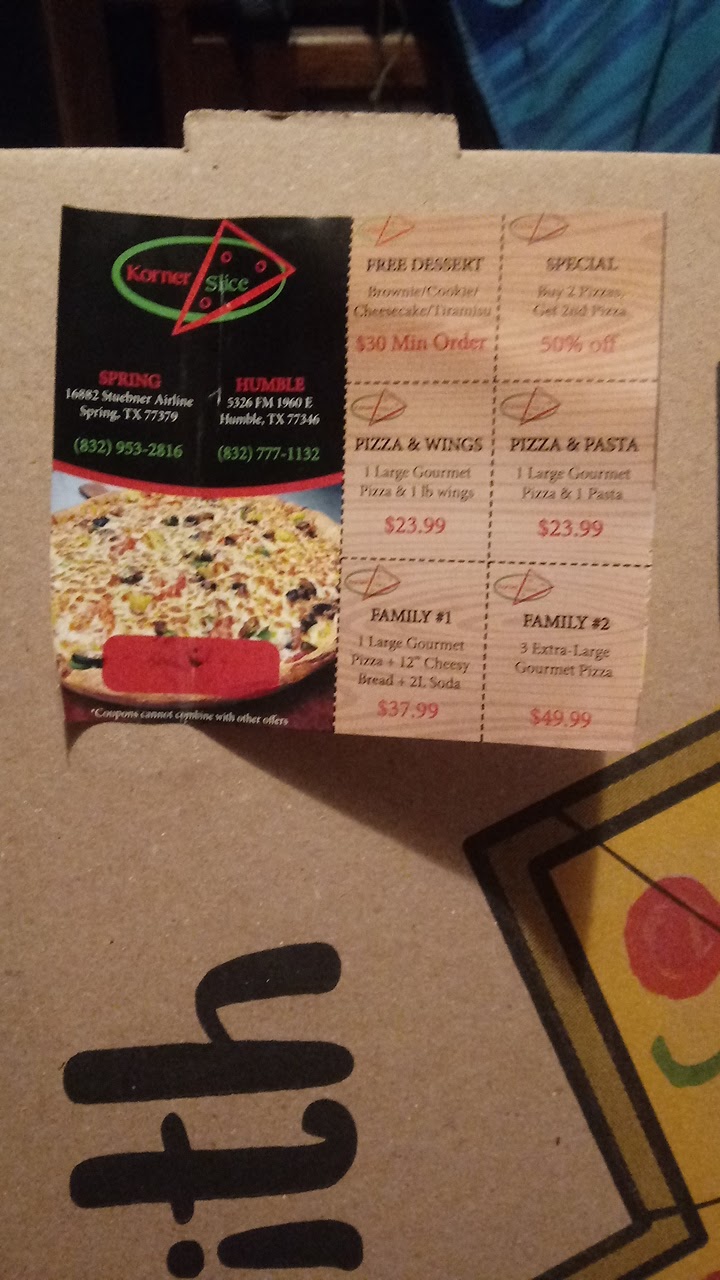 Korner Slice
SPRING
16882 Stuebner Airline
Spring, TX 77379
(832) 953-2816
HUMBLE
5326 FM 1960 E
Humble, TX 77346
(832) 777-1132
*Coupons cannot combine with other offers
FREE DESSERT
Brownie/Cookie/
Cheesecake/Tiramisu
$30 Min Order
SPECIAL
Buy 2 Pizzas,
Get 2nd Pizza
50% off
PIZZA & WINGS
1 Large Gourmet
Pizza & 1 lb wings
$23.99
PIZZA & PASTA
1 Large Gourmet
Pizza & 1 Pasta
$23.99
FAMILY #1
1 Large Gourmet
Pizza + 12" Cheesy
Bread + 2L Soda
$37.99
FAMILY #2
3 Extra-Large
Gourmet Pizza
$49.99
ith